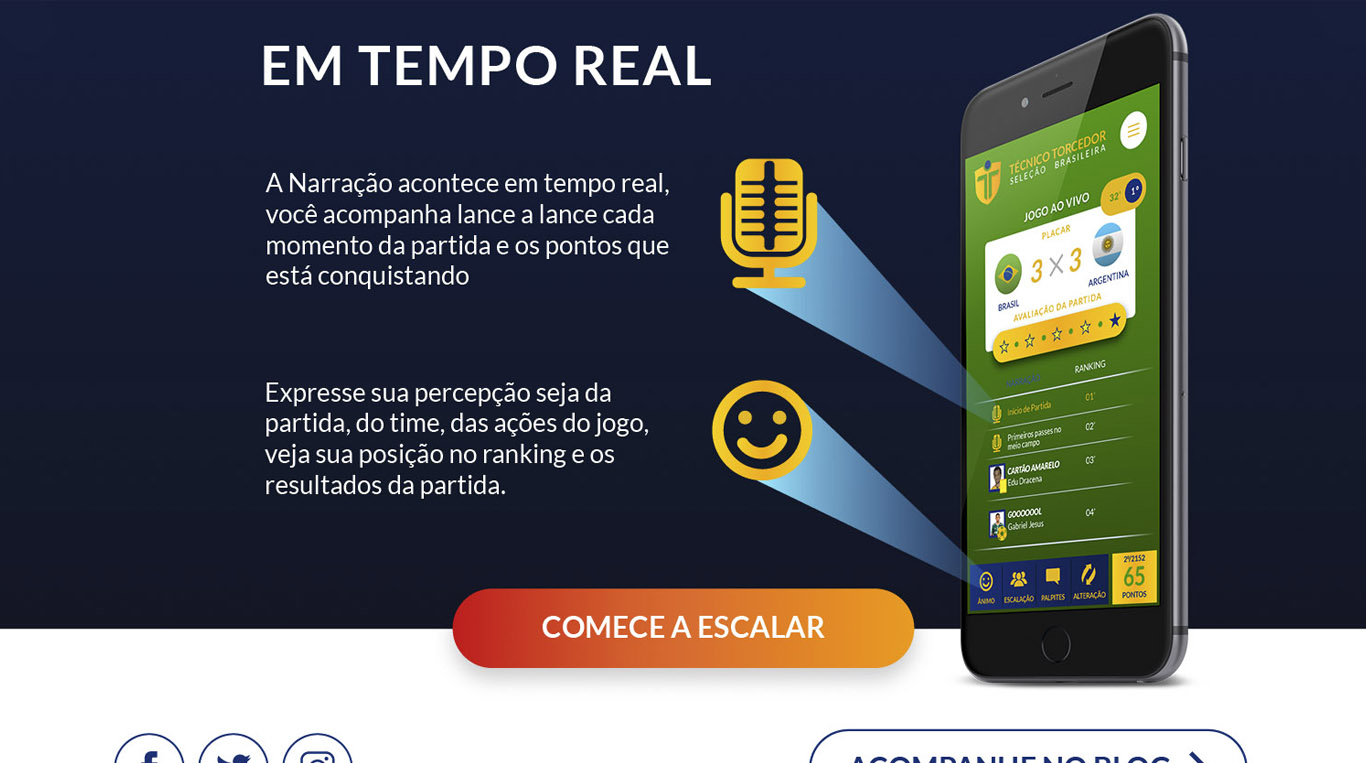 EM TEMPO REAL
A Narração acontece em tempo real,
você acompanha lance a lance cada
momento da partida e os pontos que
está conquistando
Expresse sua percepção seja da
partida, do time, das ações do jogo,
veja sua posição no ranking e os
resultados da partida.
TÉCNICO TORCEDOR
SELEÇÃO BRASILEIRA
JOGO AO VIVO
32' 1º
PLACAR
3 X 3
BRASIL
ARGENTINA
AVALIAÇÃO DA PARTIDA
NARRAÇÃO RANKING
Início de Partida 01'
Primeiros passes no 02'
meio campo
CARTÃO AMARELO 03'
Edu Dracena
GOOOOOOL 04'
Gabriel Jesus
ÂNIMO ESCALAÇÃO PALPITES ALTERAÇÃO
2º/2152
65
PONTOS
COMECE A ESCALAR
ACOMPANHE NO BLOG